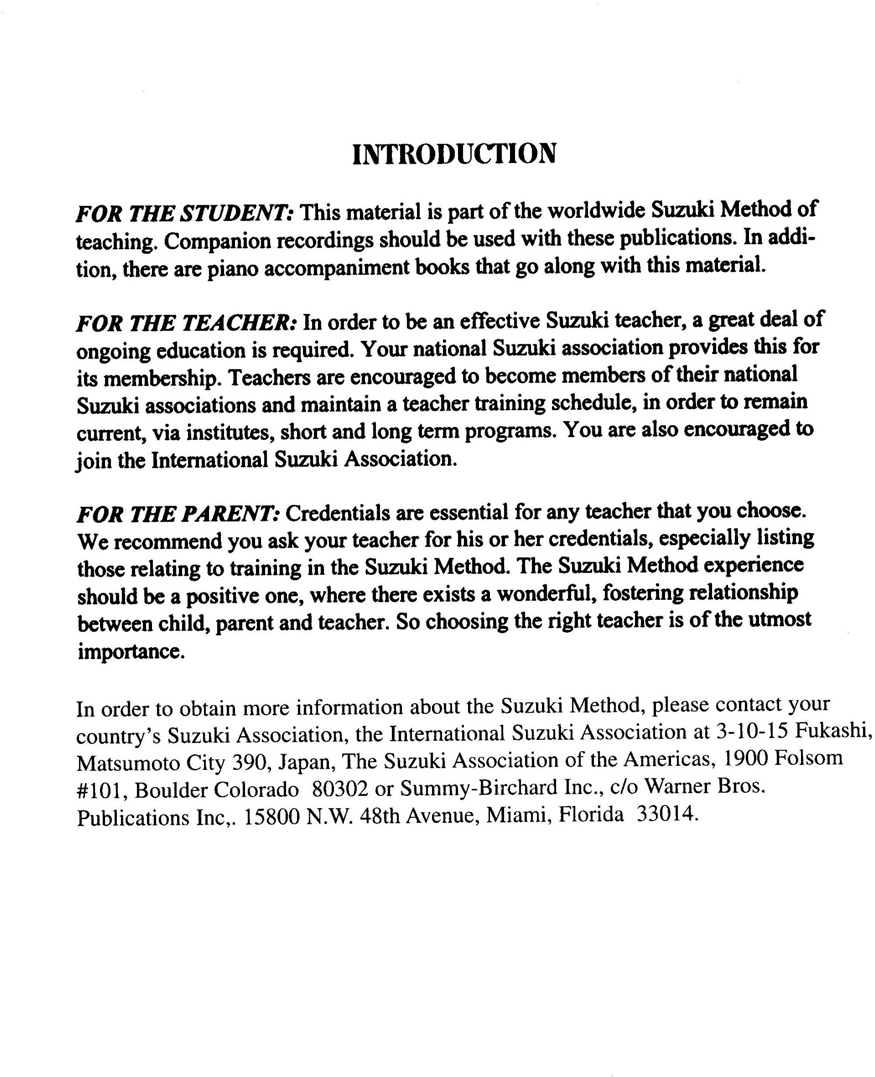 INTRODUCTION
FOR THE STUDENT: This material is part of the worldwide Suzuki Method of
teaching. Companion recordings should be used with these publications. In addi-
tion, there are piano accompaniment books that go along with this material.
FOR THE TEACHER: In order to be an effective Suzuki teacher, a great deal of
ongoing education is required. Your national Suzuki association provides this for
its membership. Teachers are encouraged to become members of their national
Suzuki associations and maintain a teacher training schedule, in order to remain
current, via institutes, short and long term programs. You are also encouraged to
join the International Suzuki Association.
FOR THE PARENT: Credentials are essential for any teacher that you choose.
We recommend you ask your teacher for his or her credentials, especially listing
those relating to training in the Suzuki Method. The Suzuki Method experience
should be a positive one, where there exists a wonderful, fostering relationship
between child, parent and teacher. So choosing the right teacher is of the utmost
importance.
In order to obtain more information about the Suzuki Method, please contact your
country's Suzuki Association, the International Suzuki Association at 3-10-15 Fukashi,
Matsumoto City 390, Japan, The Suzuki Association of the Americas, 1900 Folsom
#101, Boulder Colorado  80302 or Summy-Birchard Inc., c/o Warner Bros.
Publications Inc,. 15800 N.W. 48th Avenue, Miami, Florida  33014.